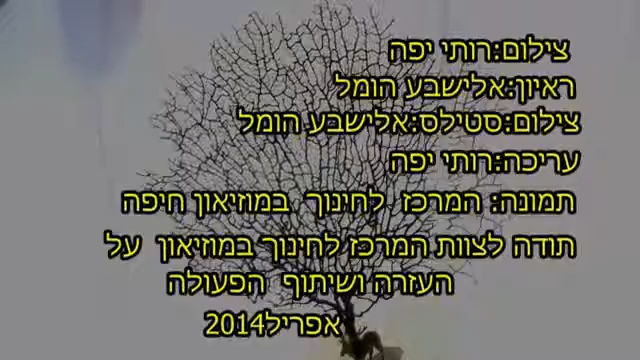 צילום:רותי יפה
ראיון:אלישבע הומל
צילום:סטילס:אלישבע הומל
עריכה:רותי יפה
תמונה: המרכז לחינוך במוזיאון חיפה
תודה לצוות המרכז לחינוך במוזיאון על
העזרה ושיתוף הפעולה
אפריל2014